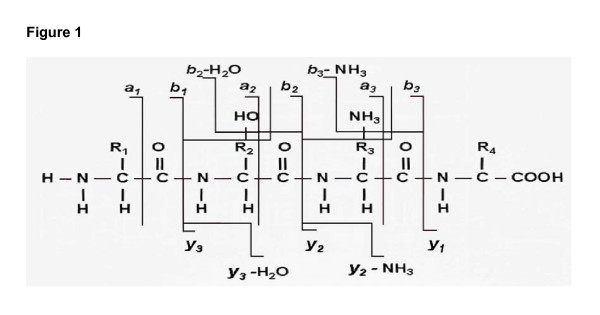 Figure 1
b2-H2O b3- NH3
a1 b1 a2 b2 a3 b3
HO NH3
R1 O R2 O R3 O R4
H – N – C – C – N – C – C – N – C – C – N – C – COOH
H H H H H H H
y3 y2 y1
y3 -H2O y2 - NH3